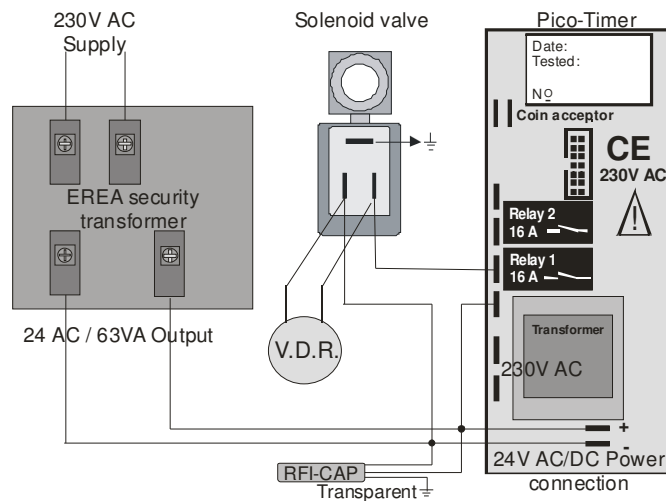 230V AC
Supply
EREA security
transformer
24 AC / 63VA Output
Solenoid valve
V.D.R.
RFI-CAP
Transparent
Pico-Timer
Date:
Tested:
Nº
Coin acceptor
CE
230V AC
!
Relay 2
16 A
Relay 1
16 A
Transformer
230V AC
+
-
24V AC/DC Power
connection